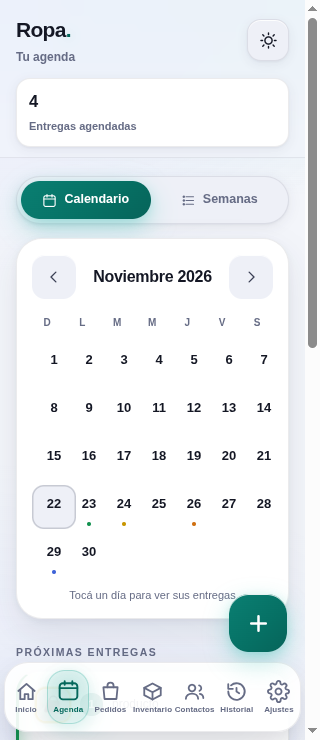 Ropa.
Tu agenda
4
Entregas agendadas
Calendario
Semanas
Noviembre 2026
D L M M J V S
1 2 3 4 5 6 7
8 9 10 11 12 13 14
15 16 17 18 19 20 21
22 23 24 25 26 27 28
29 30
Tocá un día para ver sus entregas
PRÓXIMAS ENTREGAS
Inicio Agenda Pedidos Inventario Contactos Historial Ajustes